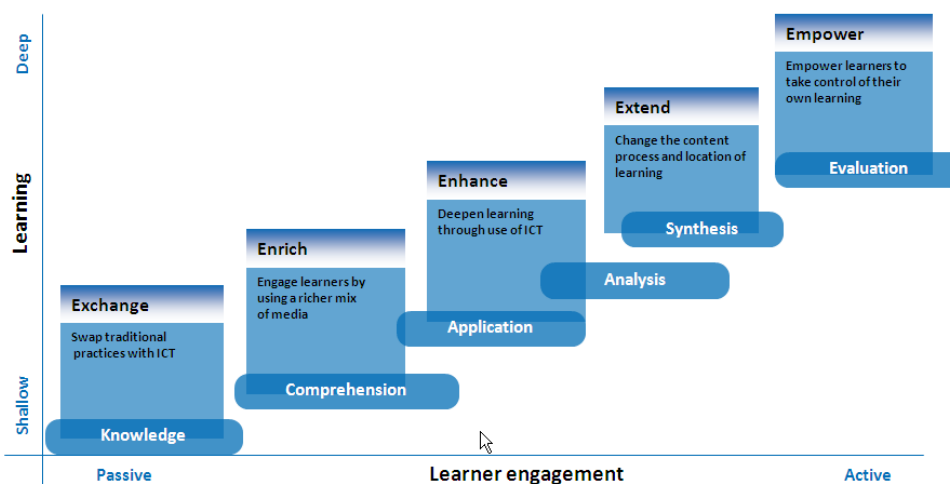 Deep
Learning
Shallow
Exchange
Swap traditional
practices with ICT
Knowledge
Enrich
Engage learners by
using a richer mix
of media
Comprehension
Enhance
Deepen learning
through use of ICT
Application
Analysis
Extend
Change the content
process and location of
learning
Synthesis
Empower
Empower learners to
take control of their
own learning
Evaluation
Passive
Learner engagement
Active